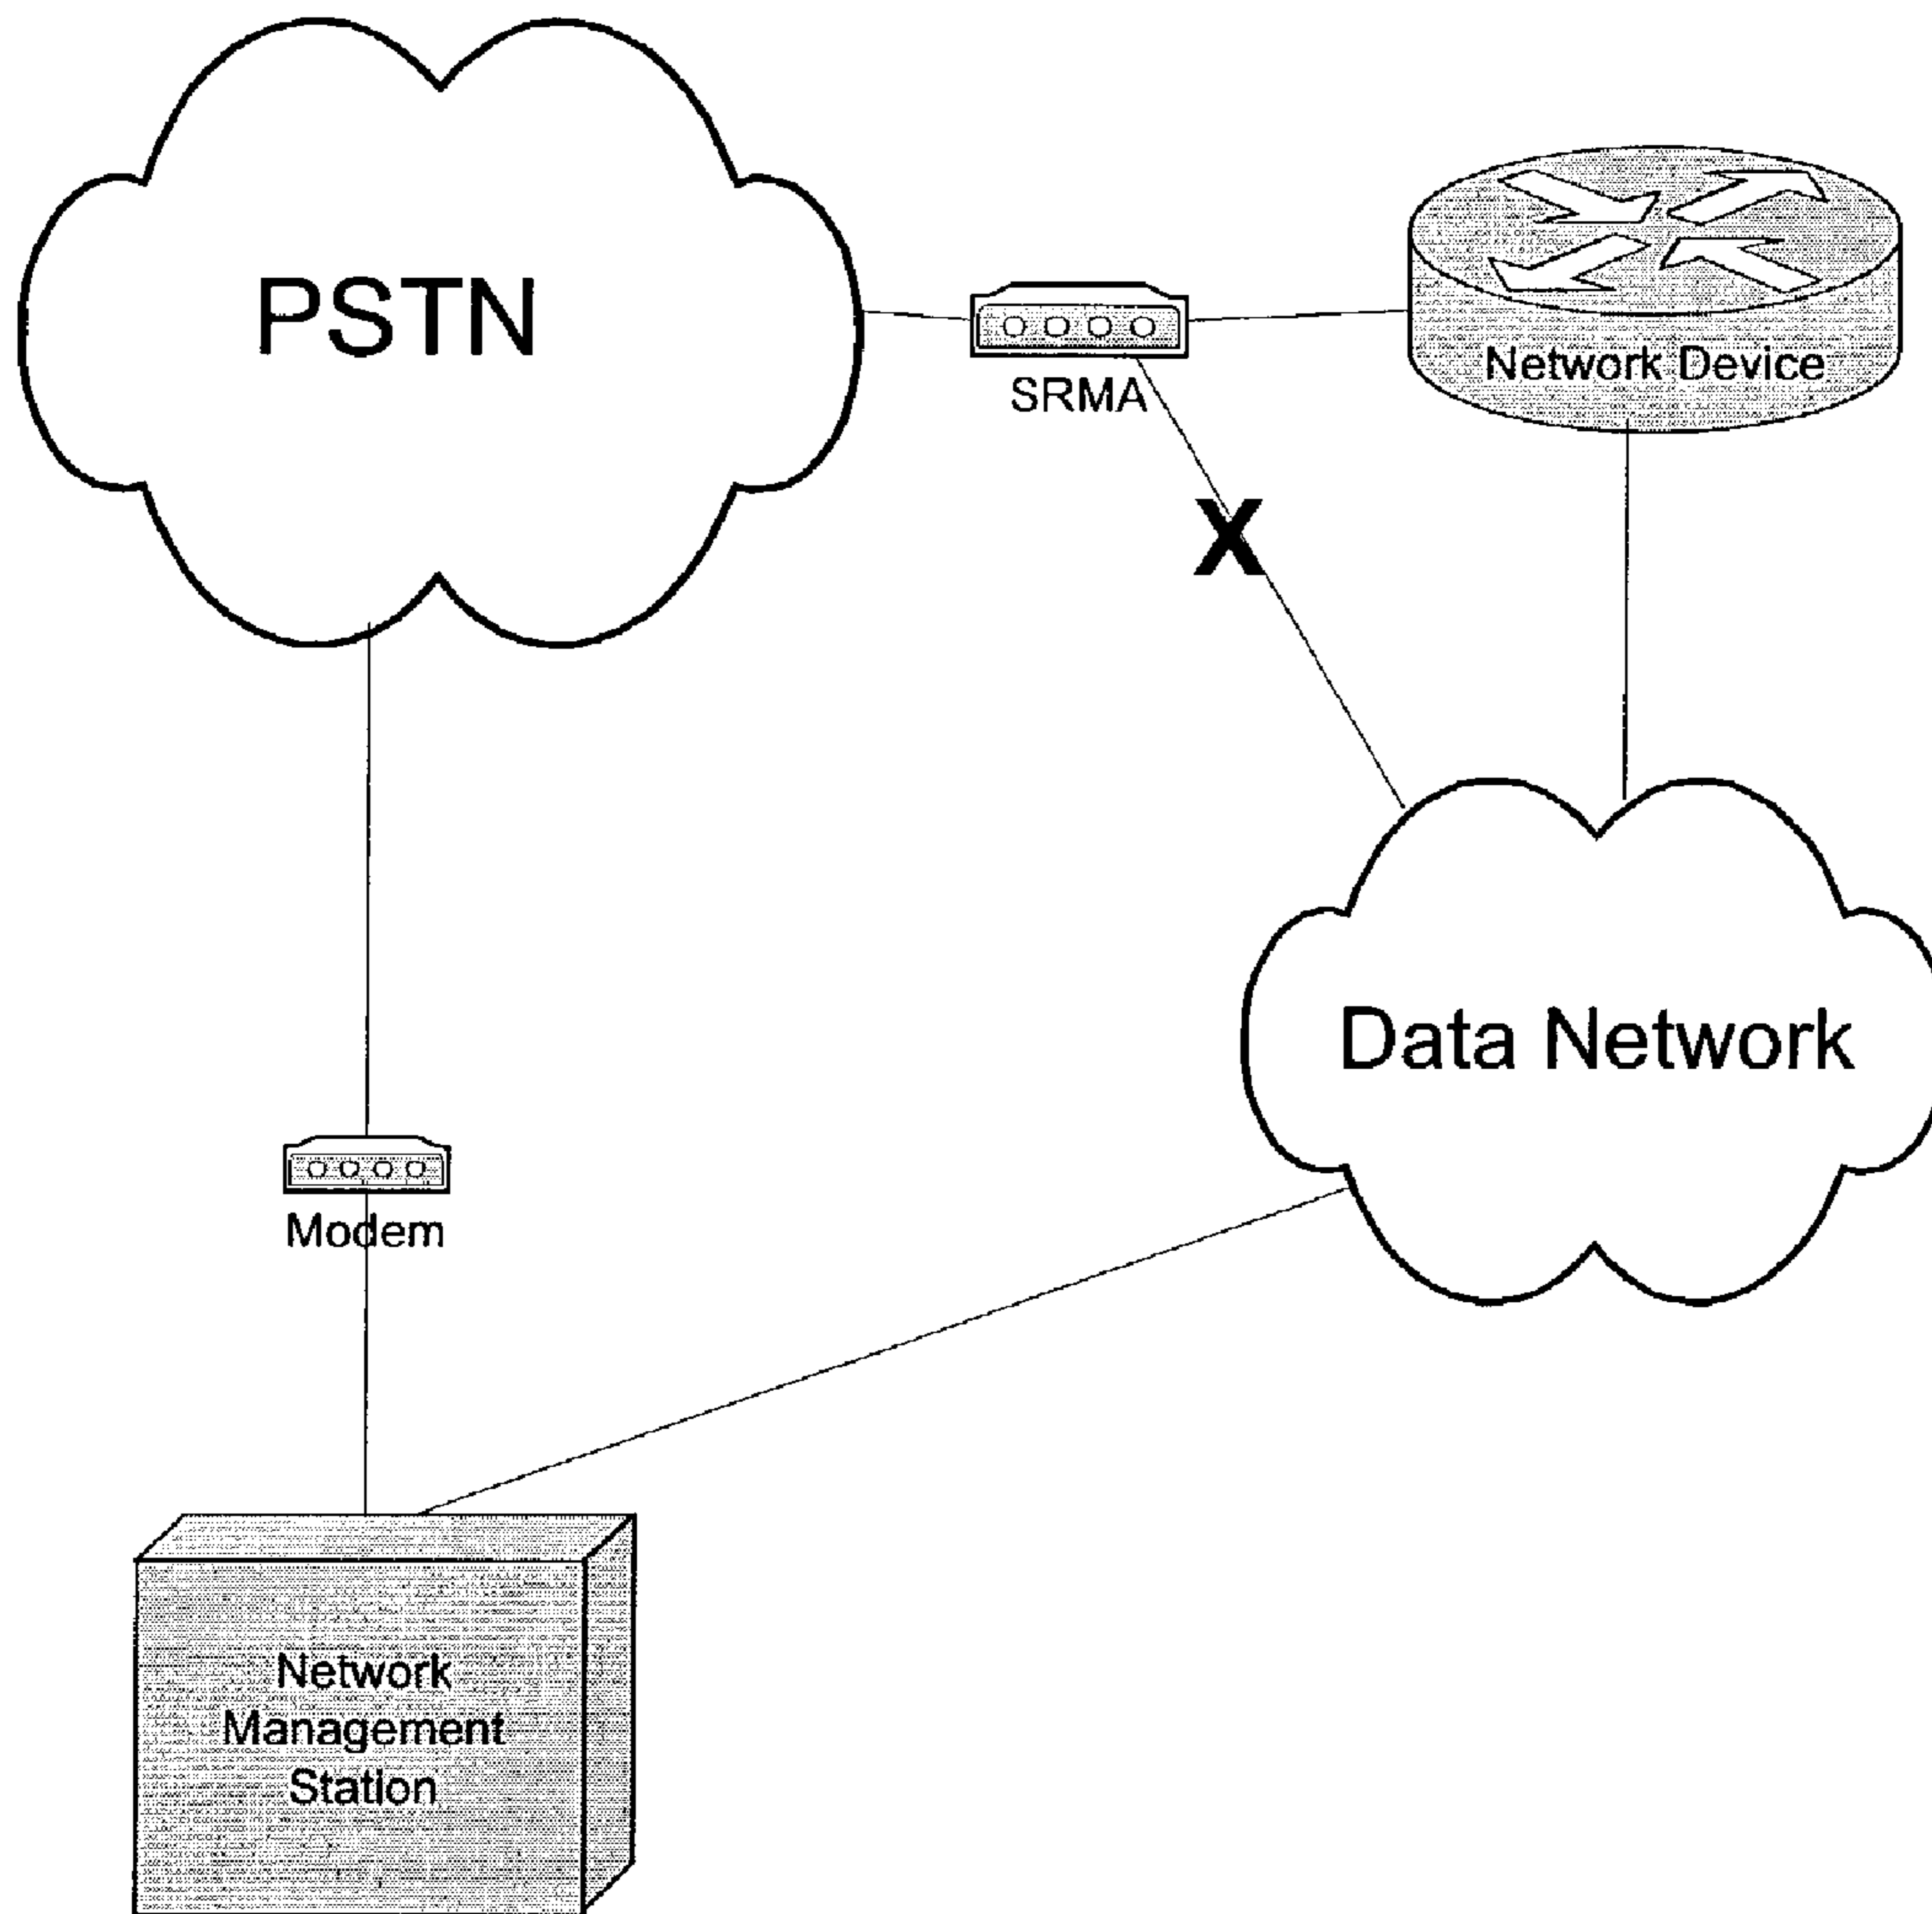 PSTN
SRMA
Network Device
X
Data Network
Modem
Network
Management
Station